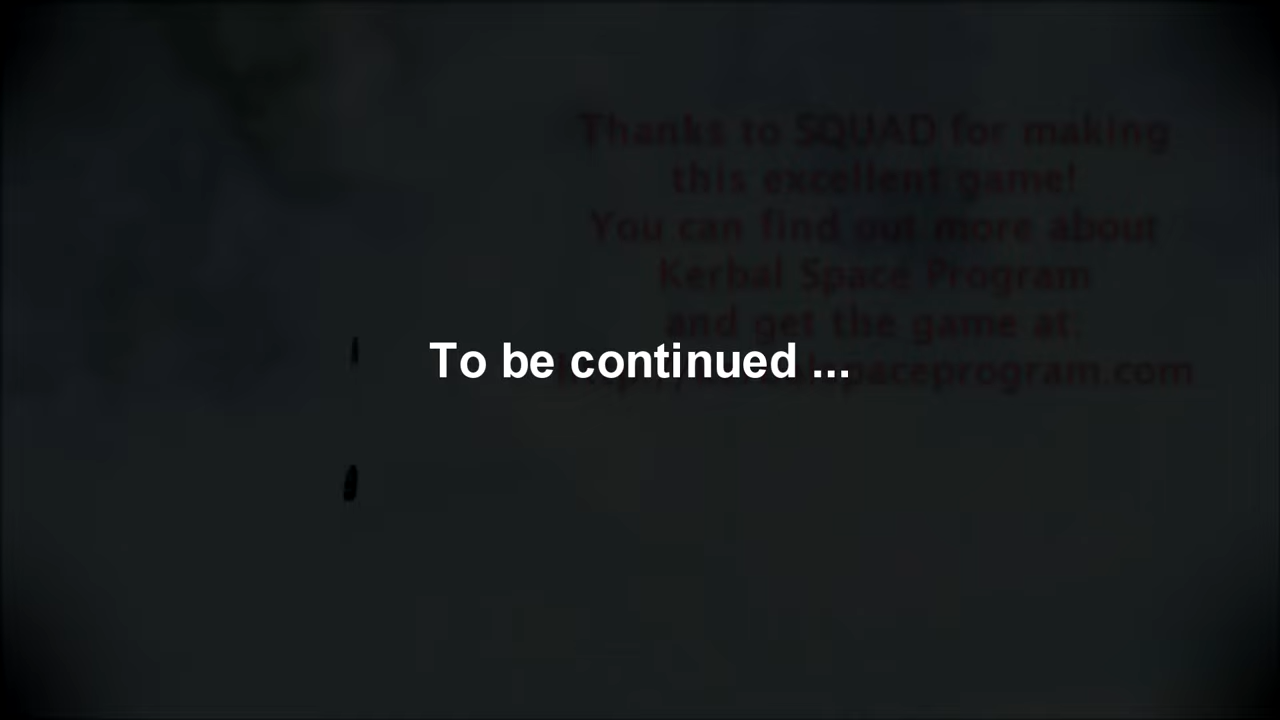 Thanks to SQUAD for making
this excellent game!
You can find out more about
Kerbal Space Program
and get the game at:
To be continued ...